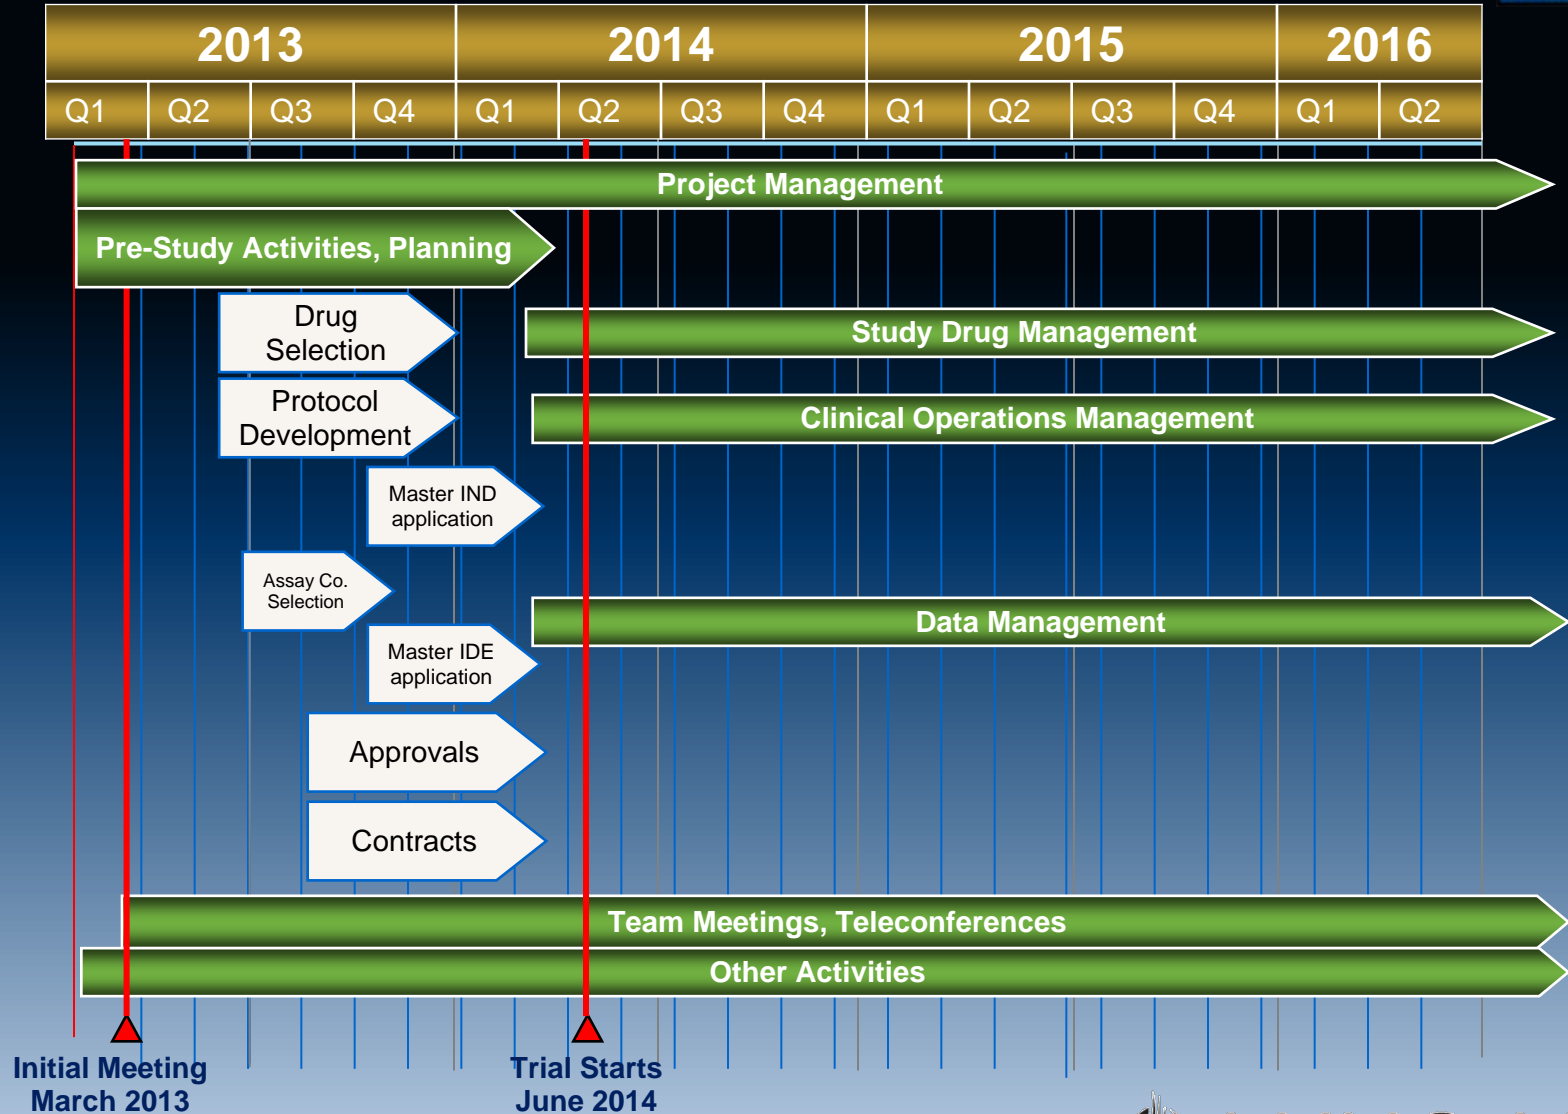 2013 2014 2015 2016
Q1 Q2 Q3 Q4 Q1 Q2 Q3 Q4 Q1 Q2 Q3 Q4 Q1 Q2
Project Management
Pre-Study Activities, Planning
Drug
Selection
Study Drug Management
Protocol
Development
Clinical Operations Management
Master IND
application
Assay Co.
Selection
Data Management
Master IDE
application
Approvals
Contracts
Team Meetings, Teleconferences
Other Activities
Initial Meeting
March 2013
Trial Starts
June 2014